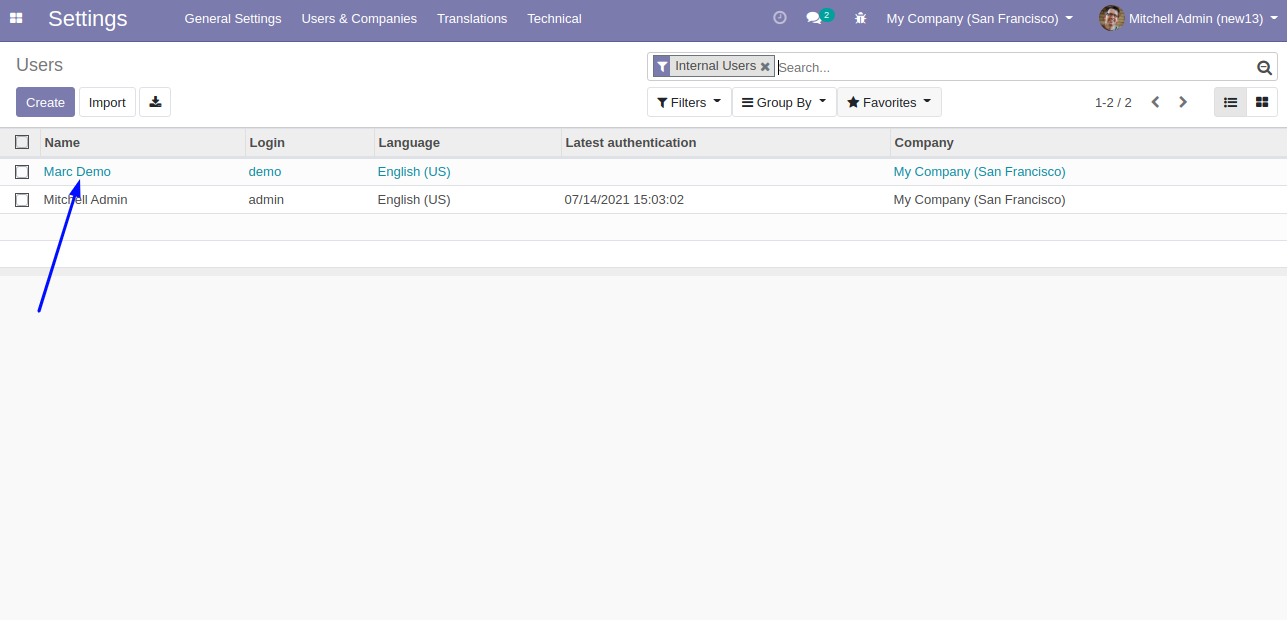 Settings General Settings Users & Companies Translations Technical 2 My Company (San Francisco) Mitchell Admin (new13)
Users Internal Users Search...
Create Import Filters Group By Favorites 1-2 / 2
Name Login Language Latest authentication Company
Marc Demo demo English (US) My Company (San Francisco)
Mitchell Admin admin English (US) 07/14/2021 15:03:02 My Company (San Francisco)